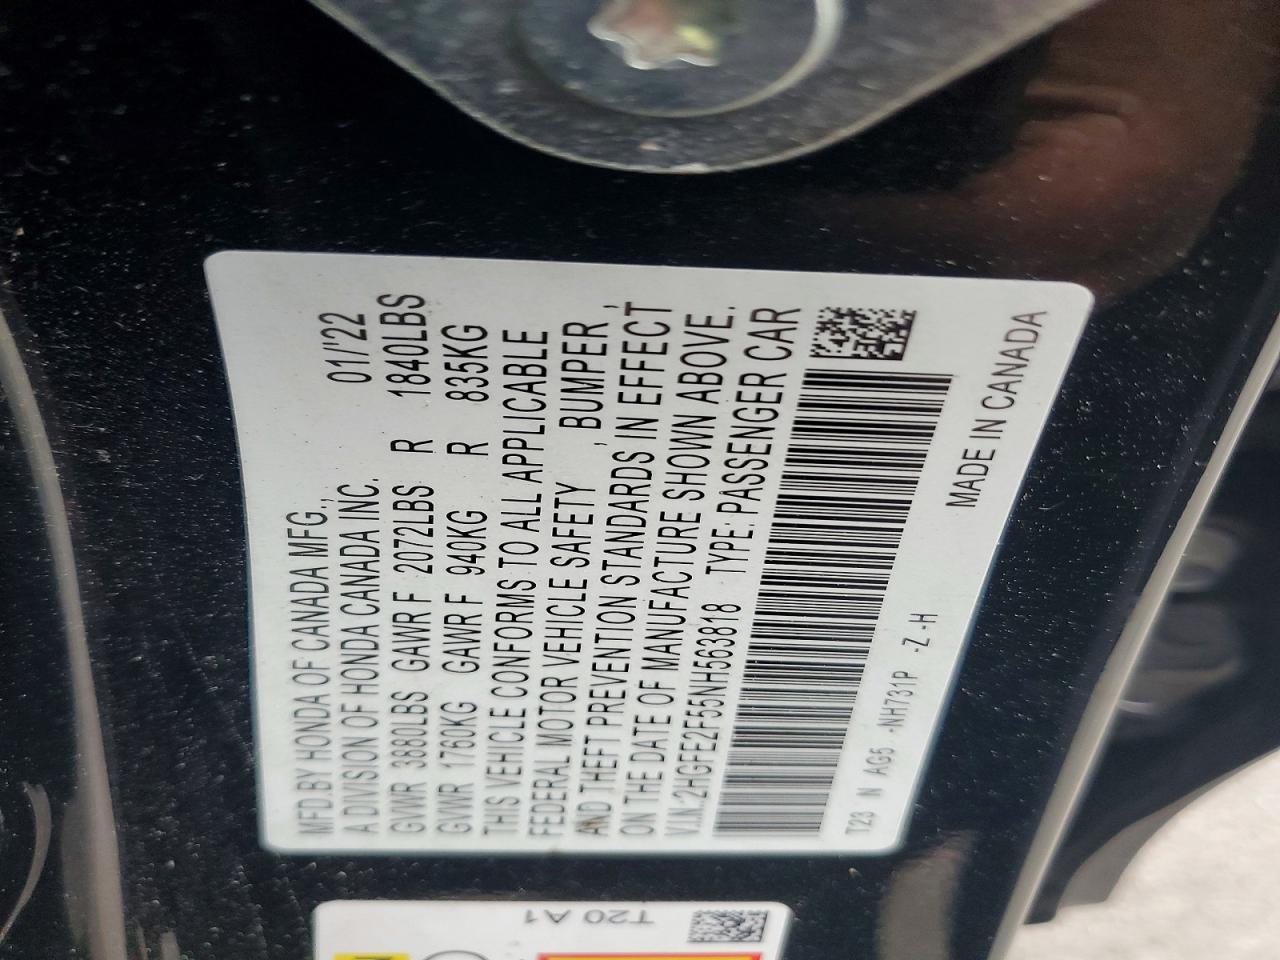 MFD.BY HONDA OF CANADA MFG.,
A DIVISION OF HONDA CANADA INC. 01/'22
GVWR 3880LBS GAWR F 2072LBS R 1840LBS
GVWR 1760KG GAWR F 940KG R 835KG
THIS VEHICLE CONFORMS TO ALL APPLICABLE
FEDERAL MOTOR VEHICLE SAFETY , BUMPER ,
AND THEFT PREVENTION STANDARDS IN EFFECT
ON THE DATE OF MANUFACTURE SHOWN ABOVE.
V.I.N.:2HGFE2F55NH563818 TYPE: PASSENGER CAR
T23 N AG5 -NH731P -Z -H
MADE IN CANADA
T20 A1